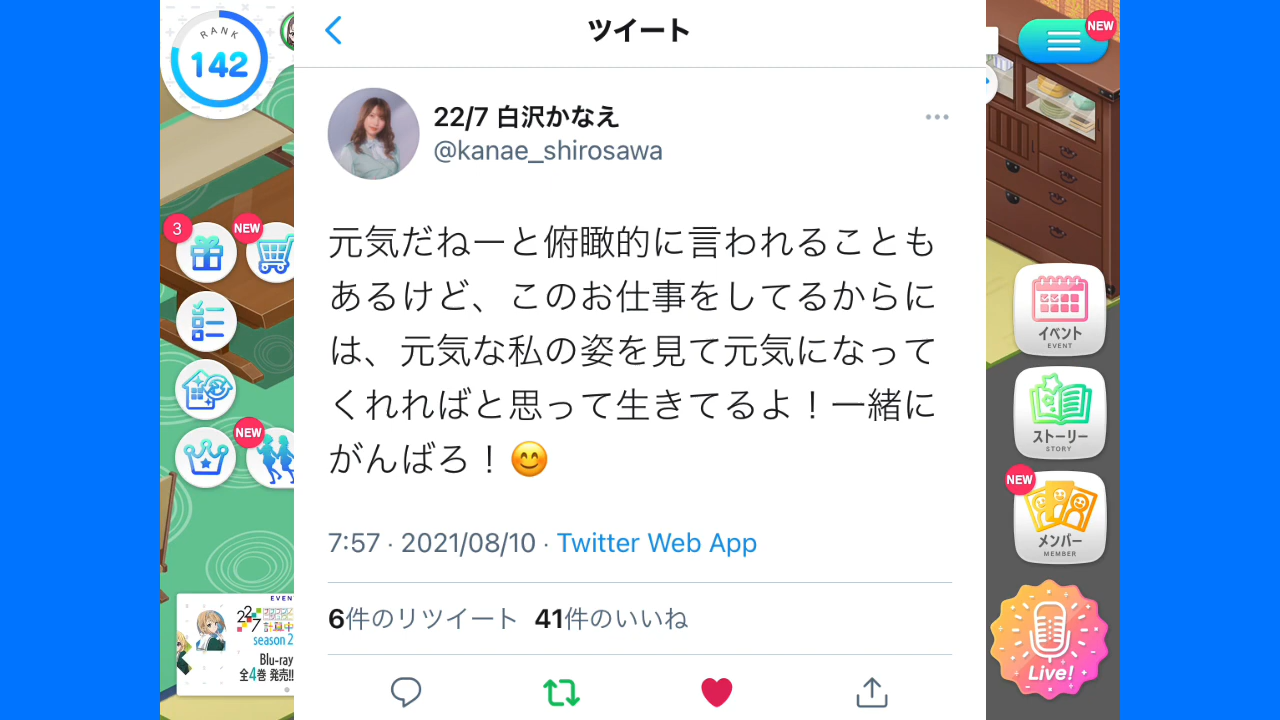 RANK
142
ツイート
NEW
22/7 白沢かなえ
@kanae_shirosawa
元気だねーと俯瞰的に言われることも
あるけど、このお仕事をしてるからに
は、元気な私の姿を見て元気になって
くれればと思って生きてるよ！一緒に
がんばろ！😊
7:57 · 2021/08/10 · Twitter Web App
6件のリツイート 41件のいいね
3
NEW
NEW
EVEN
22/7
計算中
season 2
Blu-ray
全4巻 発売!!
イベント
EVENT
ストーリー
STORY
NEW
メンバー
MEMBER
Live!